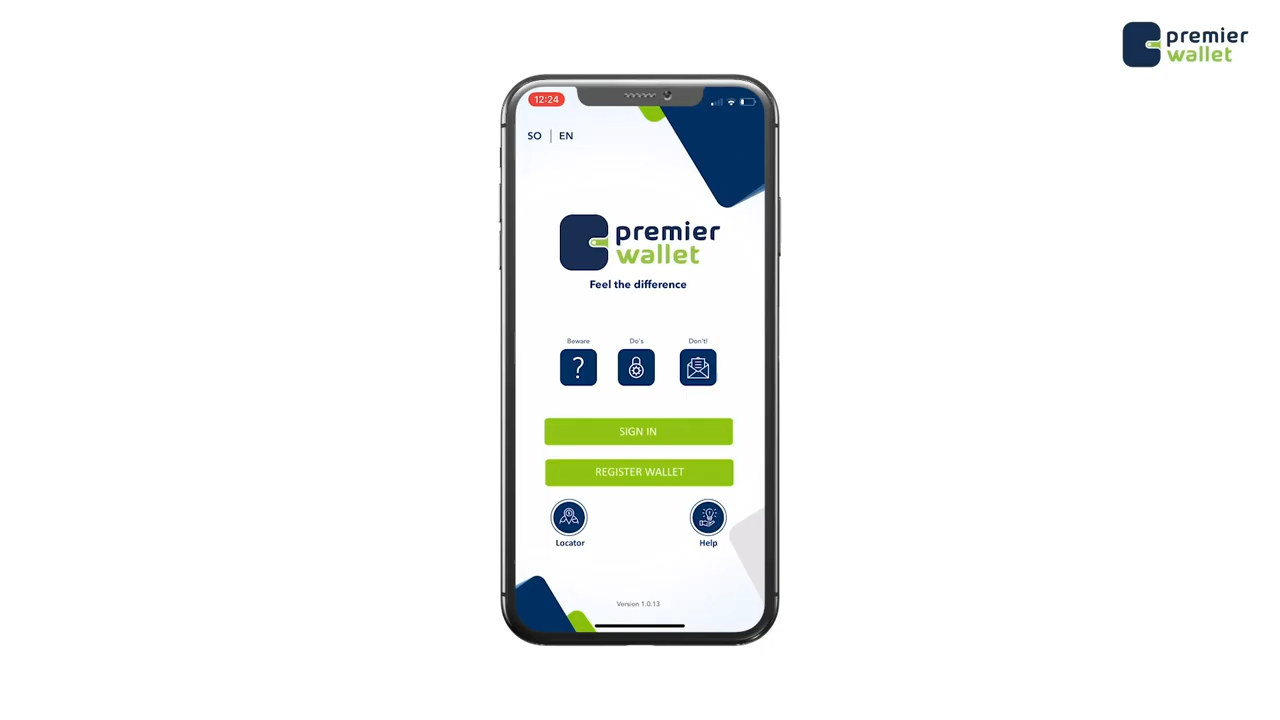 premier
wallet
12:24
SO | EN
premier
wallet
Feel the difference
Beware
Do's
Don't!
SIGN IN
REGISTER WALLET
Locator
Help
Version 1.0.13